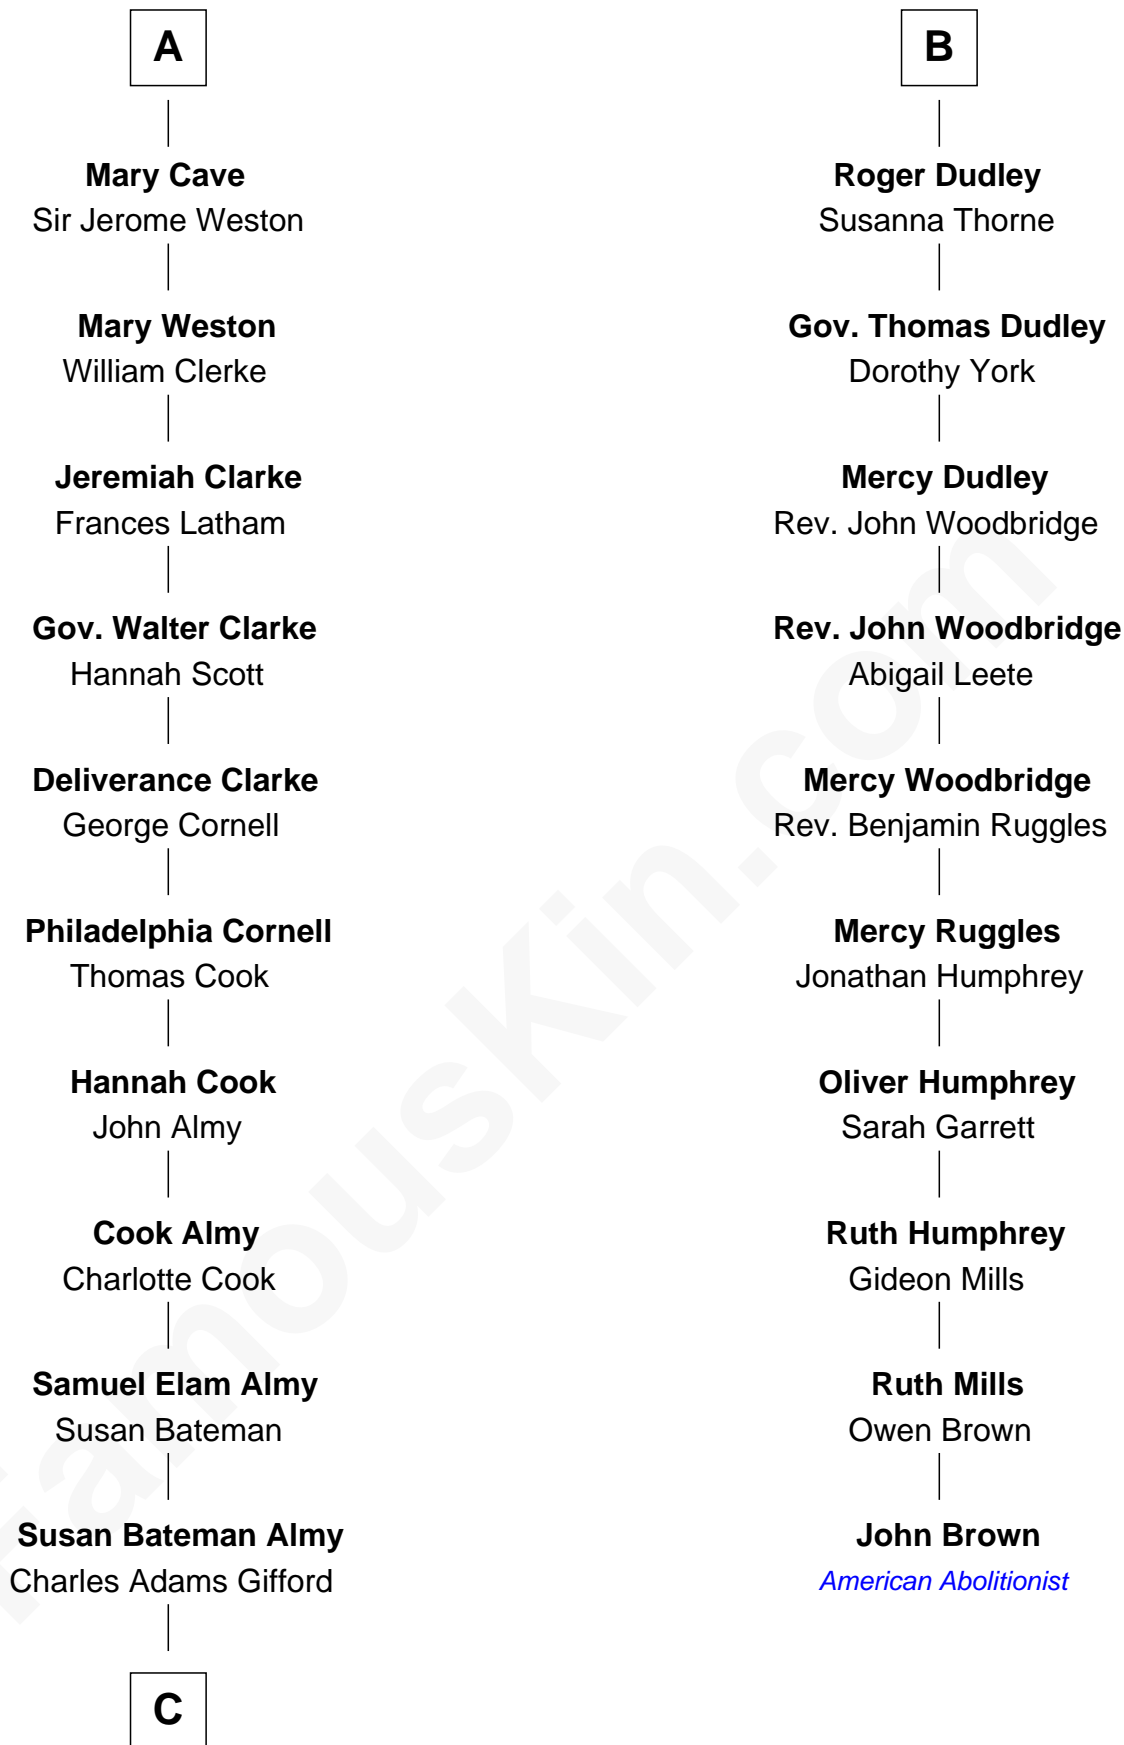 A
Mary Cave
Sir Jerome Weston
Mary Weston
William Clerke
Jeremiah Clarke
Frances Latham
Gov. Walter Clarke
Hannah Scott
Deliverance Clarke
George Cornell
Philadelphia Cornell
Thomas Cook
Hannah Cook
John Almy
Cook Almy
Charlotte Cook
Samuel Elam Almy
Susan Bateman
Susan Bateman Almy
Charles Adams Gifford
C
B
Roger Dudley
Susanna Thorne
Gov. Thomas Dudley
Dorothy York
Mercy Dudley
Rev. John Woodbridge
Rev. John Woodbridge
Abigail Leete
Mercy Woodbridge
Rev. Benjamin Ruggles
Mercy Ruggles
Jonathan Humphrey
Oliver Humphrey
Sarah Garrett
Ruth Humphrey
Gideon Mills
Ruth Mills
Owen Brown
John Brown
American Abolitionist
FamousKin.com